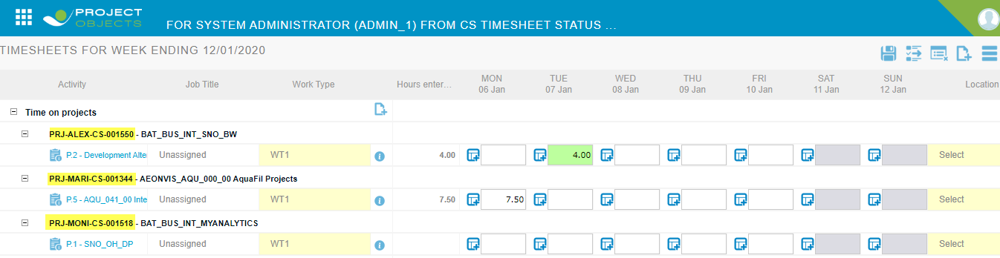 PROJECT
OBJECTS
FOR SYSTEM ADMINISTRATOR (ADMIN_1) FROM CS TIMESHEET STATUS ...
TIMESHEETS FOR WEEK ENDING 12/01/2020
Activity Job Title Work Type Hours enter... MON 06 Jan TUE 07 Jan WED 08 Jan THU 09 Jan FRI 10 Jan SAT 11 Jan SUN 12 Jan Location
Time on projects
PRJ-ALEX-CS-001550 - BAT_BUS_INT_SNO_BW
P.2 - Development Alte Unassigned WT1 4.00 4.00 Select
PRJ-MARI-CS-001344 - AEONVIS_AQU_000_00 AquaFil Projects
P.5 - AQU_041_00 Inte Unassigned WT1 7.50 7.50 Select
PRJ-MONI-CS-001518 - BAT_BUS_INT_MYANALYTICS
P.1 - SNO_OH_DP Unassigned WT1 Select